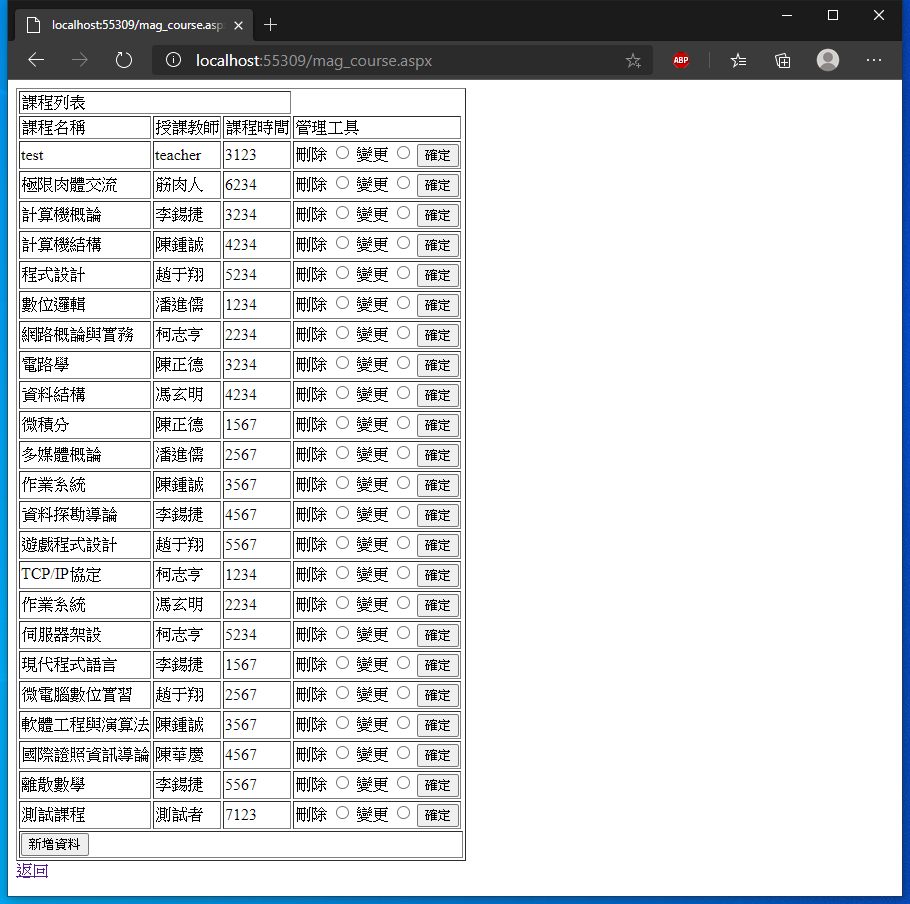 localhost:55309/mag_course.asp
localhost:55309/mag_course.aspx
ABP
課程列表
課程名稱 授課教師 課程時間 管理工具
test teacher 3123 刪除 變更 確定
極限肉體交流 筋肉人 6234 刪除 變更 確定
計算機概論 李錫捷 3234 刪除 變更 確定
計算機結構 陳鍾誠 4234 刪除 變更 確定
程式設計 趙于翔 5234 刪除 變更 確定
數位邏輯 潘進儒 1234 刪除 變更 確定
網路概論與實務 柯志亨 2234 刪除 變更 確定
電路學 陳正德 3234 刪除 變更 確定
資料結構 馮玄明 4234 刪除 變更 確定
微積分 陳正德 1567 刪除 變更 確定
多媒體概論 潘進儒 2567 刪除 變更 確定
作業系統 陳鍾誠 3567 刪除 變更 確定
資料探勘導論 李錫捷 4567 刪除 變更 確定
遊戲程式設計 趙于翔 5567 刪除 變更 確定
TCP/IP協定 柯志亨 1234 刪除 變更 確定
作業系統 馮玄明 2234 刪除 變更 確定
伺服器架設 柯志亨 5234 刪除 變更 確定
現代程式語言 李錫捷 1567 刪除 變更 確定
微電腦數位實習 趙于翔 2567 刪除 變更 確定
軟體工程與演算法 陳鍾誠 3567 刪除 變更 確定
國際證照資訊導論 陳華慶 4567 刪除 變更 確定
離散數學 李錫捷 5567 刪除 變更 確定
測試課程 測試者 7123 刪除 變更 確定
新增資料
返回